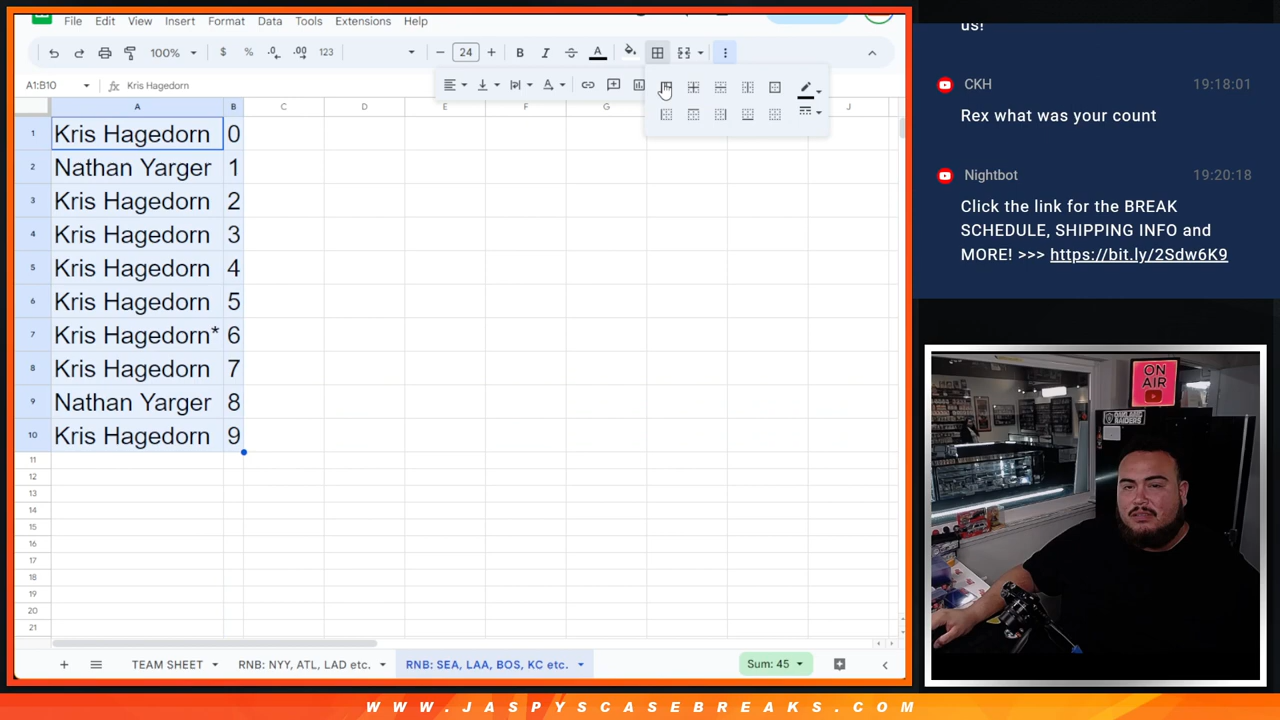 File Edit View Insert Format Data Tools Extensions Help
100% $ % .0 .00 123 24 B I A
A1:B10 fx Kris Hagedorn
A B C D E F G J
1 Kris Hagedorn 0
2 Nathan Yarger 1
3 Kris Hagedorn 2
4 Kris Hagedorn 3
5 Kris Hagedorn 4
6 Kris Hagedorn 5
7 Kris Hagedorn* 6
8 Kris Hagedorn 7
9 Nathan Yarger 8
10 Kris Hagedorn 9
11
12
13
14
15
16
17
18
19
20
21
TEAM SHEET RNB: NYY, ATL, LAD etc. RNB: SEA, LAA, BOS, KC etc. Sum: 45
us!
CKH 19:18:01
Rex what was your count
Nightbot 19:20:18
Click the link for the BREAK
SCHEDULE, SHIPPING INFO and
MORE! >>> https://bit.ly/2Sdw6K9
ON
AIR
OAKLAND
RAIDERS
WWW.JASPYSCASEBREAKS.COM